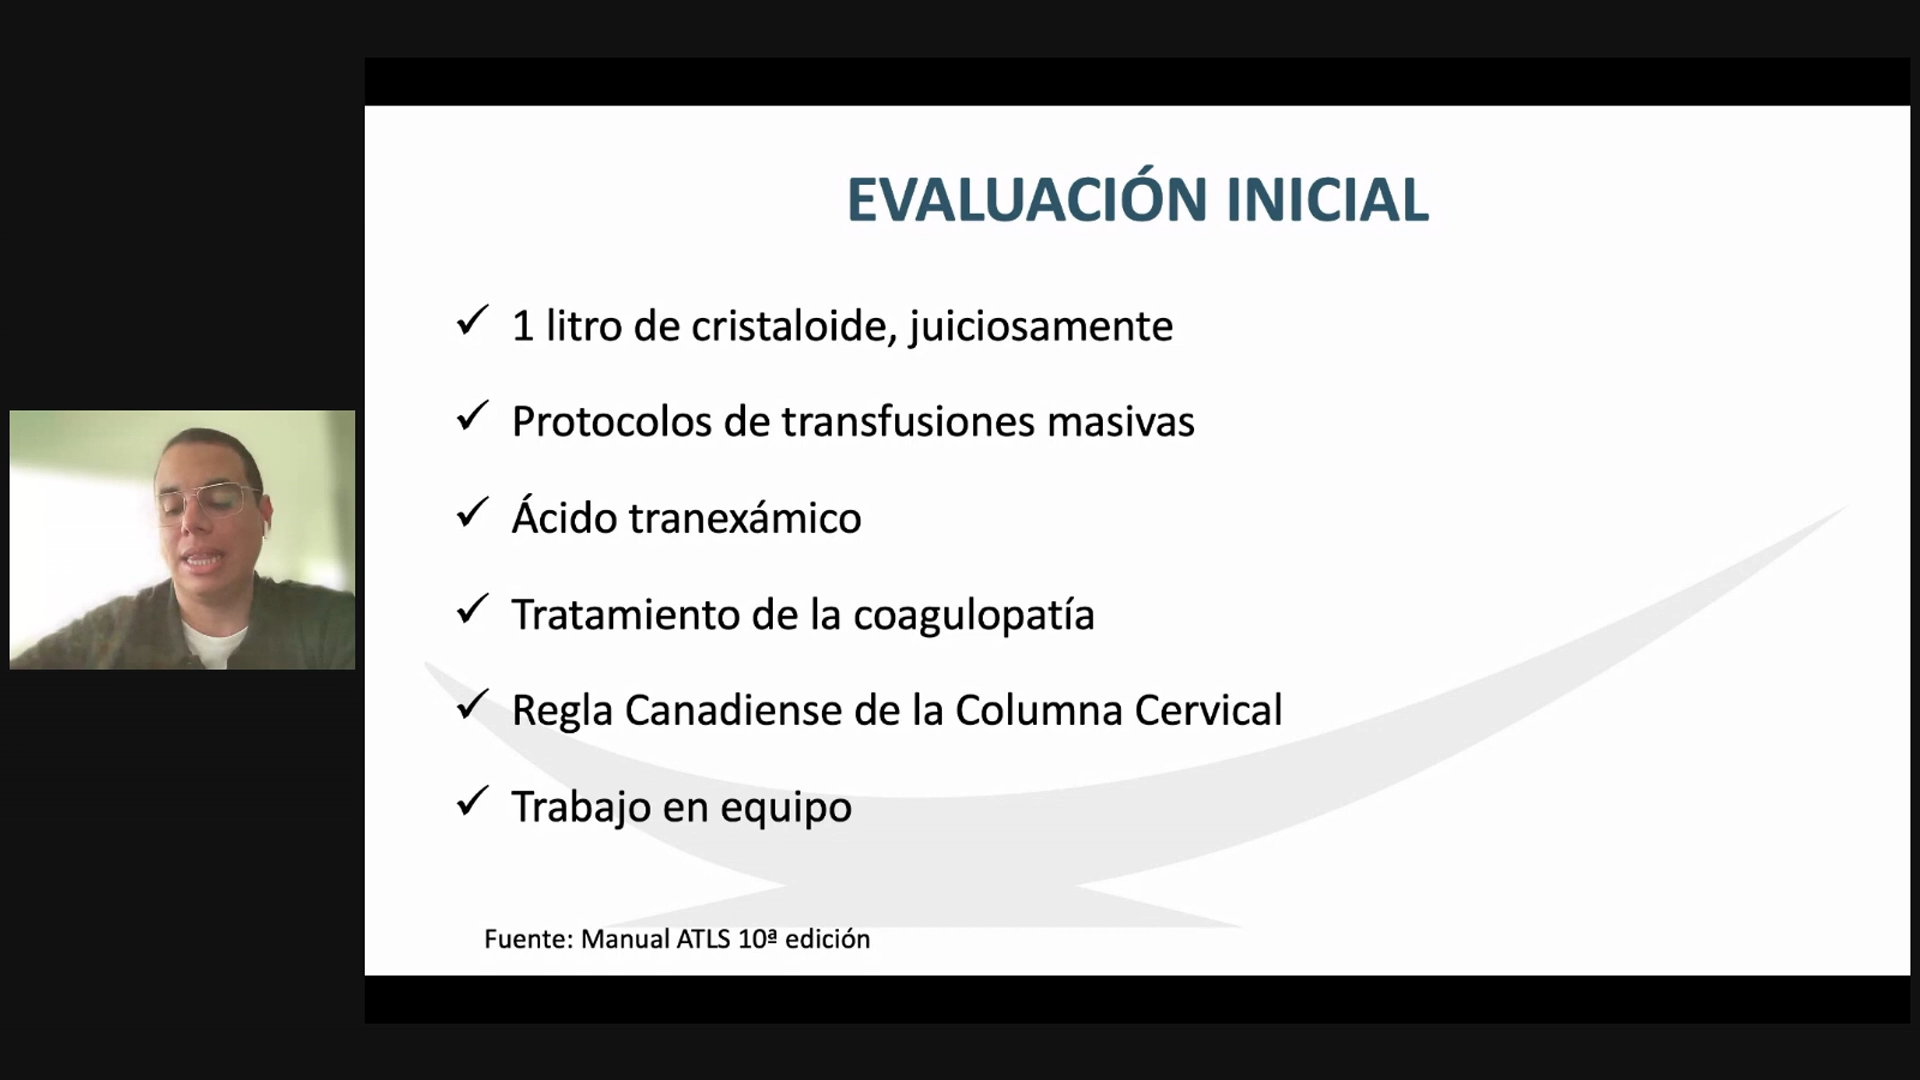 EVALUACIÓN INICIAL
1 litro de cristaloide, juiciosamente
Protocolos de transfusiones masivas
Ácido tranexámico
Tratamiento de la coagulopatía
Regla Canadiense de la Columna Cervical
Trabajo en equipo
Fuente: Manual ATLS 10ª edición